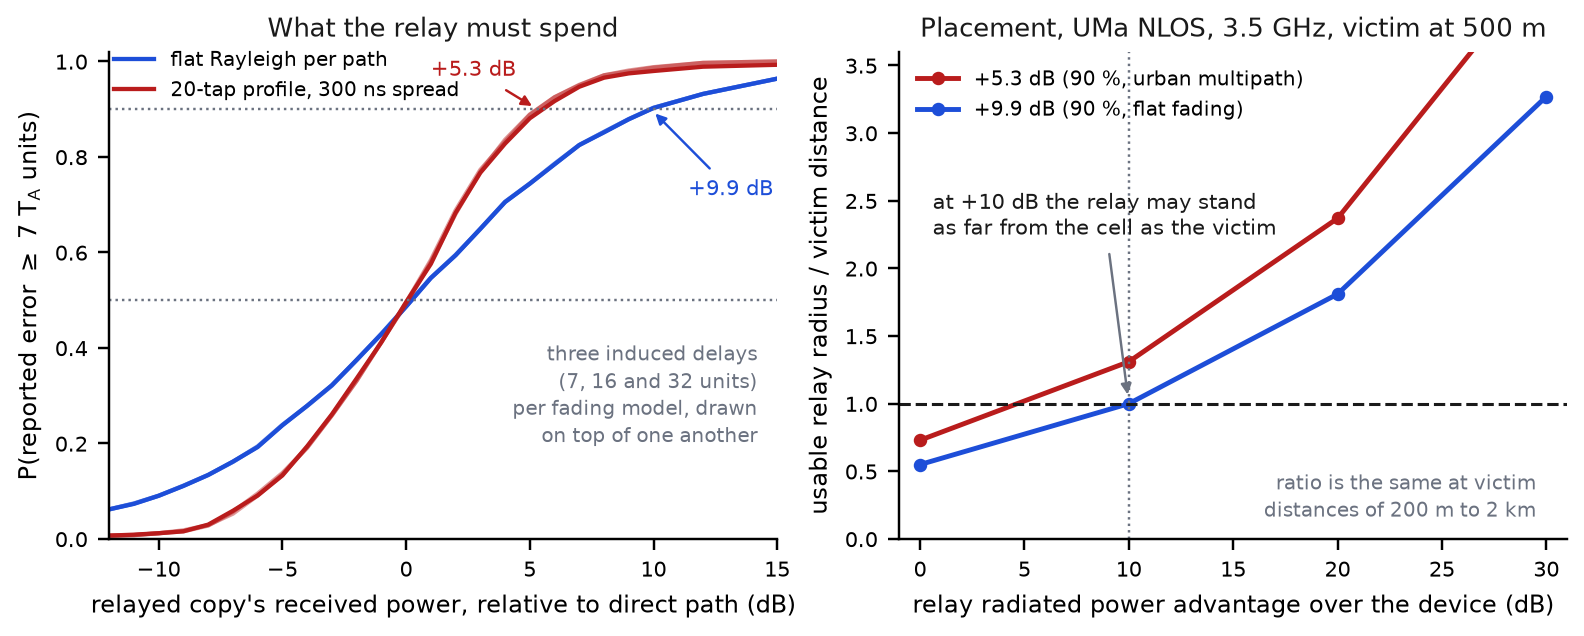 What the relay must spend
flat Rayleigh per path
20-tap profile, 300 ns spread
+5.3 dB
+9.9 dB
three induced delays
(7, 16 and 32 units)
per fading model, drawn
on top of one another
P(reported error ≥ 7 T_A units)
1.0
0.8
0.6
0.4
0.2
0.0
−10
−5
0
5
10
15
relayed copy's received power, relative to direct path (dB)
Placement, UMa NLOS, 3.5 GHz, victim at 500 m
+5.3 dB (90 %, urban multipath)
+9.9 dB (90 %, flat fading)
at +10 dB the relay may stand
as far from the cell as the victim
ratio is the same at victim
distances of 200 m to 2 km
usable relay radius / victim distance
3.5
3.0
2.5
2.0
1.5
1.0
0.5
0.0
0
5
10
15
20
25
30
relay radiated power advantage over the device (dB)